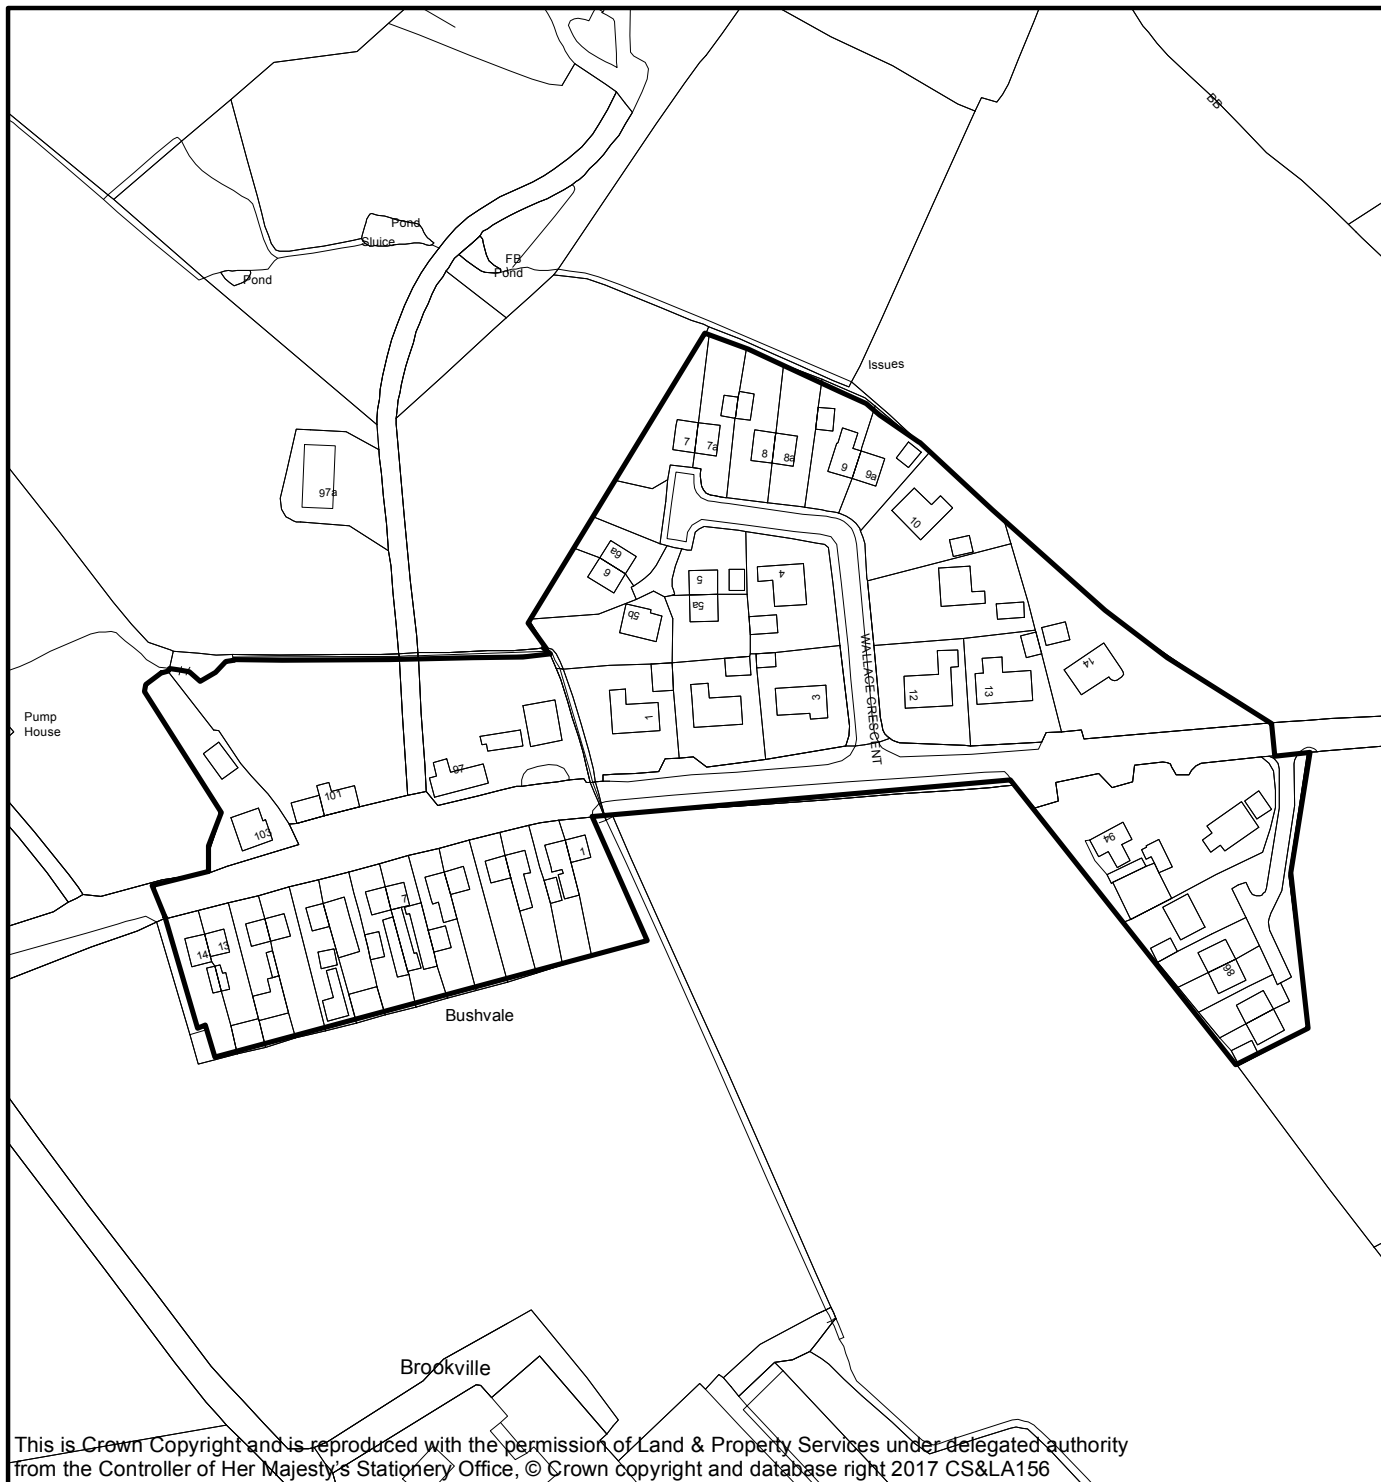 BB
Pond
Sluice
FB
Pond
Pond
Issues
7
7a
8
8a
9
9a
10
97a
6a
6
5
5a
4
5b
WALLACE CRESCENT
14
Pump
House
1
3
12
13
97
101
103
94
1
7
14
13
98
Bushvale
Brookville
This is Crown Copyright and is reproduced with the permission of Land & Property Services under delegated authority
from the Controller of Her Majesty's Stationery Office, © Crown copyright and database right 2017 CS&LA156